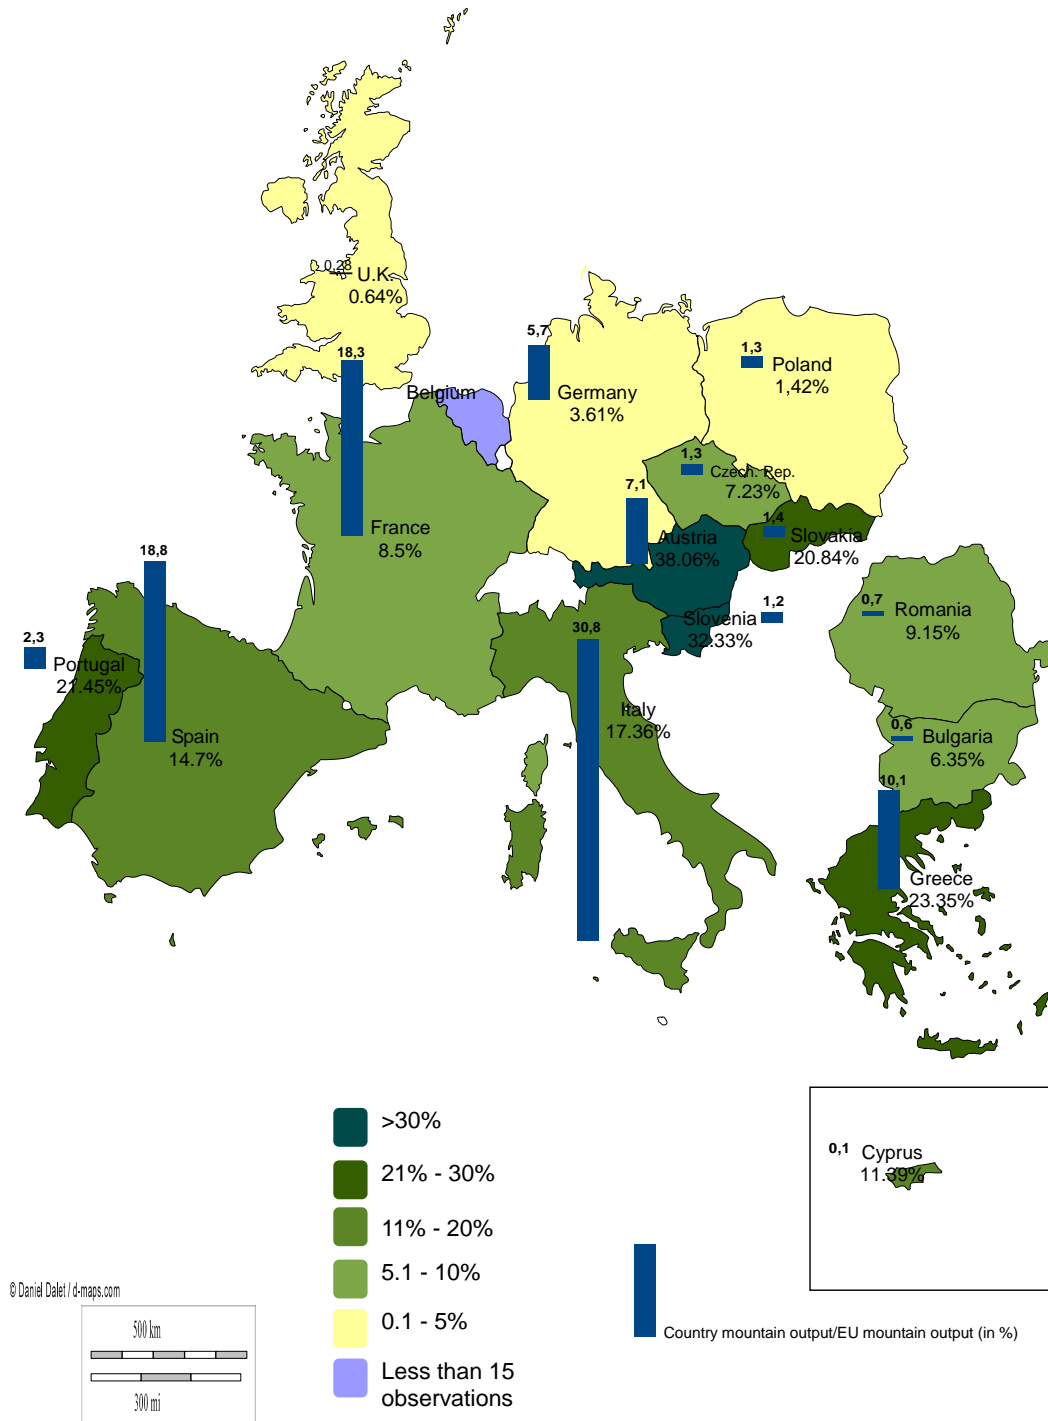 0,28
U.K.
0.64%
5,7
18,3
1,3
Poland
1,42%
Belgium
Germany
3.61%
1,3
Czech. Rep.
7.23%
7,1
1,4
France
8.5%
Austria
38.06%
Slovakia
20.84%
18,8
2,3
Portugal
21.45%
30,8
Slovenia
32.33%
1,2
0,7
Romania
9.15%
Spain
14.7%
Italy
17.36%
0,6
Bulgaria
6.35%
10,1
Greece
23.35%
>30%
21% - 30%
11% - 20%
5.1 - 10%
0.1 - 5%
Less than 15
observations
0,1
Cyprus
11.39%
Country mountain output/EU mountain output (in %)
© Daniel Dalet / d-maps.com
500 km
300 mi